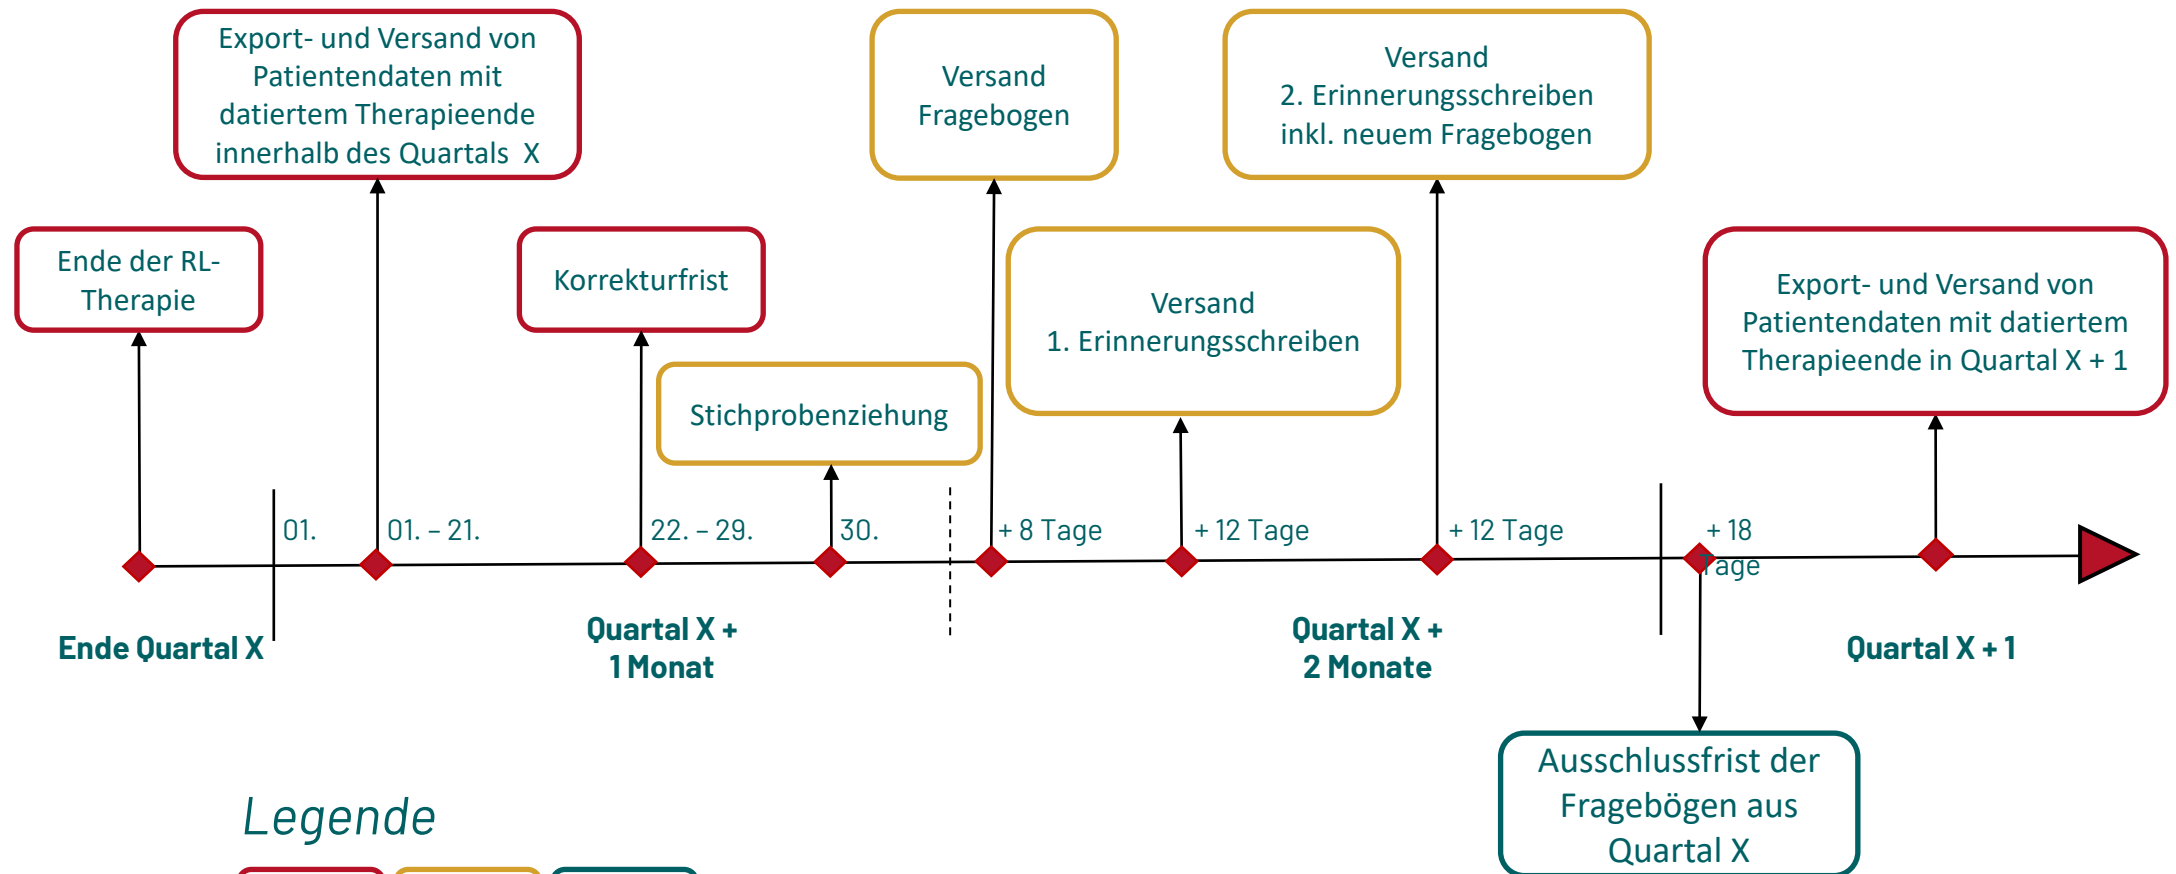 Export- und Versand von
Patientendaten mit
datiertem Therapieende
innerhalb des Quartals X
Versand
Fragebogen
Versand
2. Erinnerungsschreiben
inkl. neuem Fragebogen
Ende der RL-
Therapie
Korrekturfrist
Stichprobenziehung
Versand
1. Erinnerungsschreiben
Export- und Versand von
Patientendaten mit datiertem
Therapieende in Quartal X + 1
01.
01. – 21.
22. – 29.
30.
+ 8 Tage
+ 12 Tage
+ 12 Tage
+ 18
Tage
Ende Quartal X
Quartal X +
1 Monat
Quartal X +
2 Monate
Quartal X + 1
Ausschlussfrist der
Fragebögen aus
Quartal X
Legende